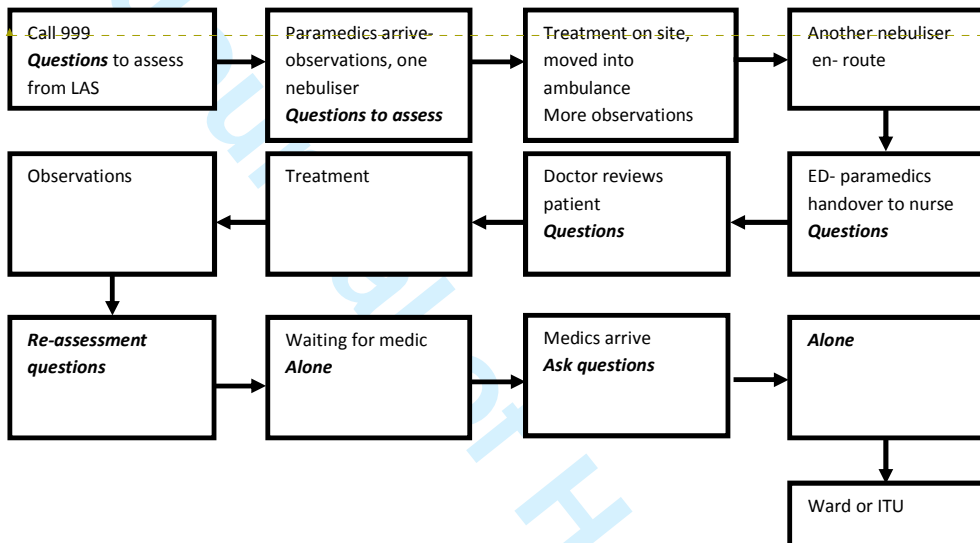 Call 999
Questions to assess
from LAS
Paramedics arrive-
observations, one
nebuliser
Questions to assess
Treatment on site,
moved into
ambulance
More observations
Another nebuliser
en- route
ED- paramedics
handover to nurse
Questions
Doctor reviews
patient
Questions
Treatment
Observations
Re-assessment
questions
Waiting for medic
Alone
Medics arrive
Ask questions
Alone
Ward or ITU